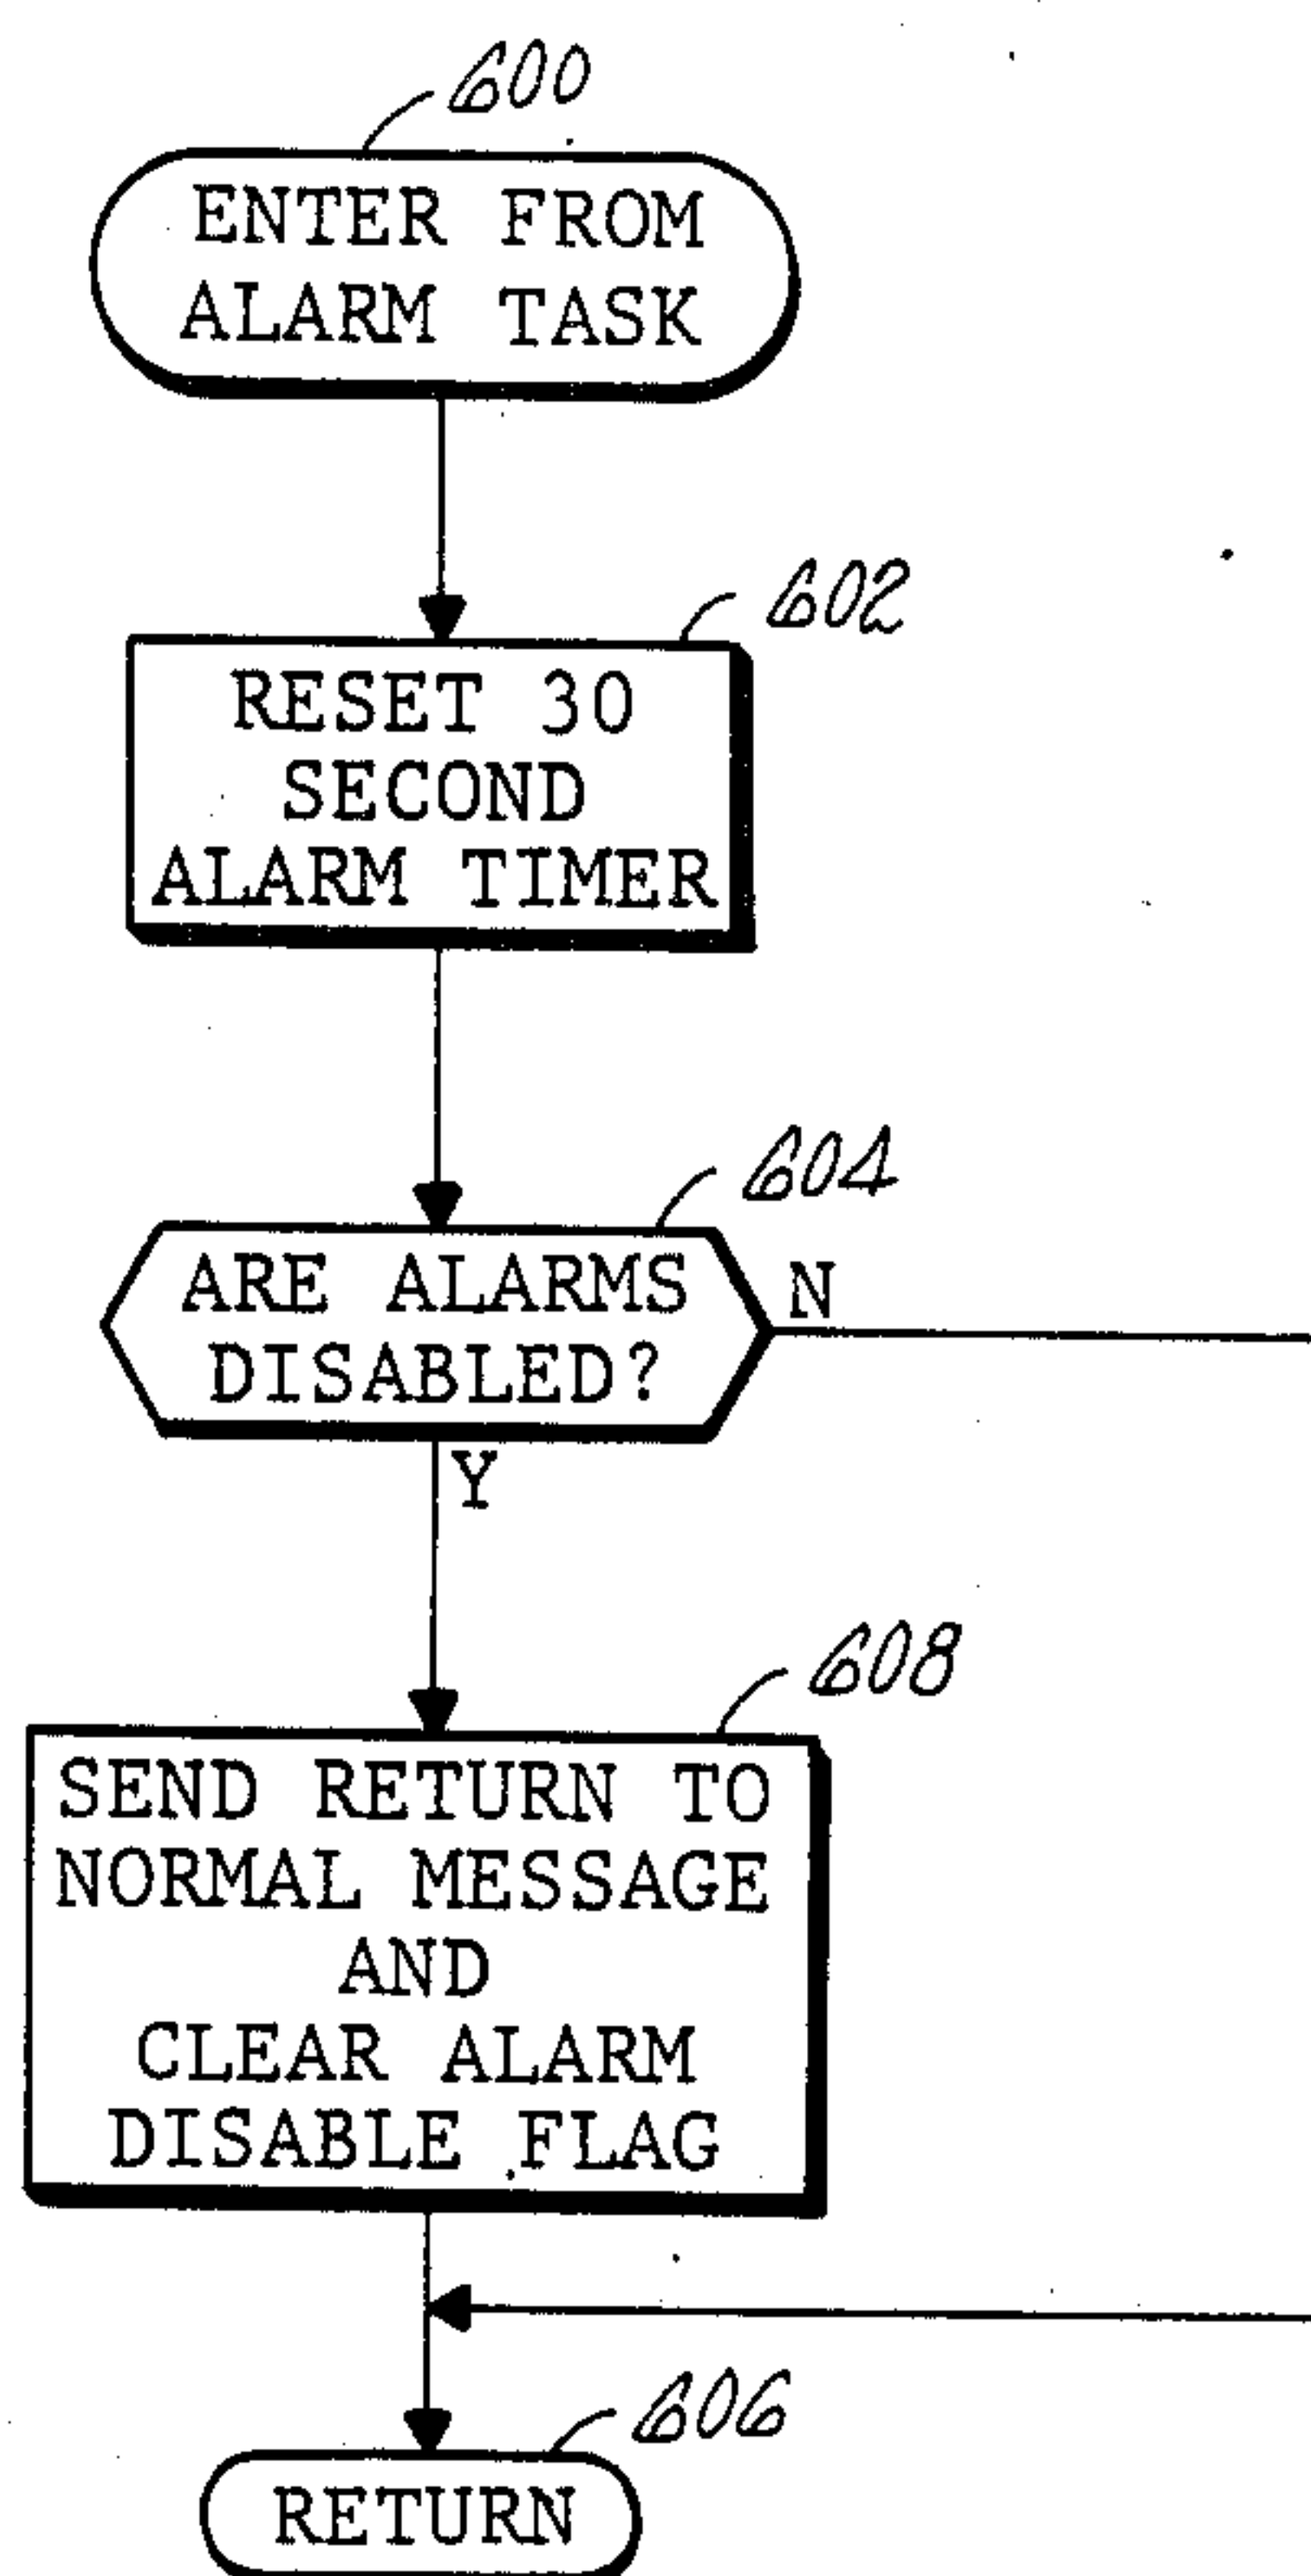 600
ENTER FROM
ALARM TASK
602
RESET 30
SECOND
ALARM TIMER
604
ARE ALARMS
DISABLED?
N
Y
608
SEND RETURN TO
NORMAL MESSAGE
AND
CLEAR ALARM
DISABLE FLAG
606
RETURN